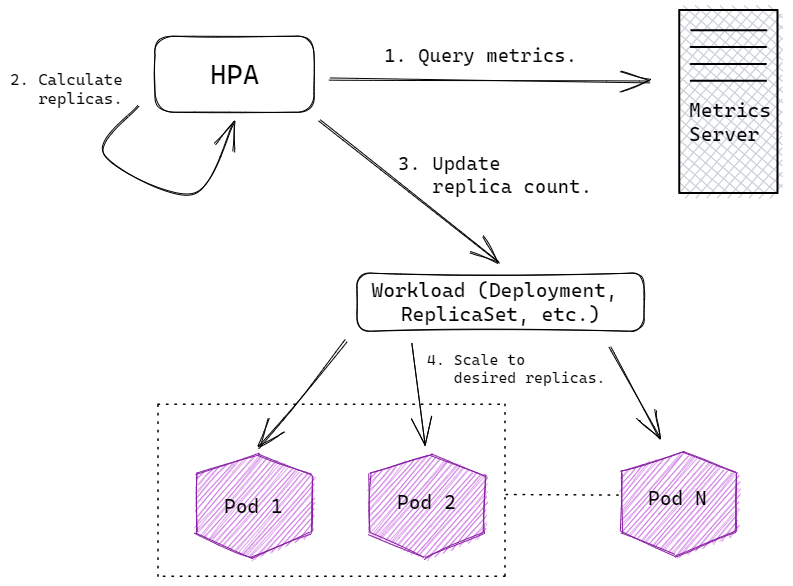 HPA
1. Query metrics.
2. Calculate
replicas.
Metrics
Server
3. Update
replica count.
Workload (Deployment,
ReplicaSet, etc.)
4. Scale to
desired replicas.
Pod 1
Pod 2
Pod N